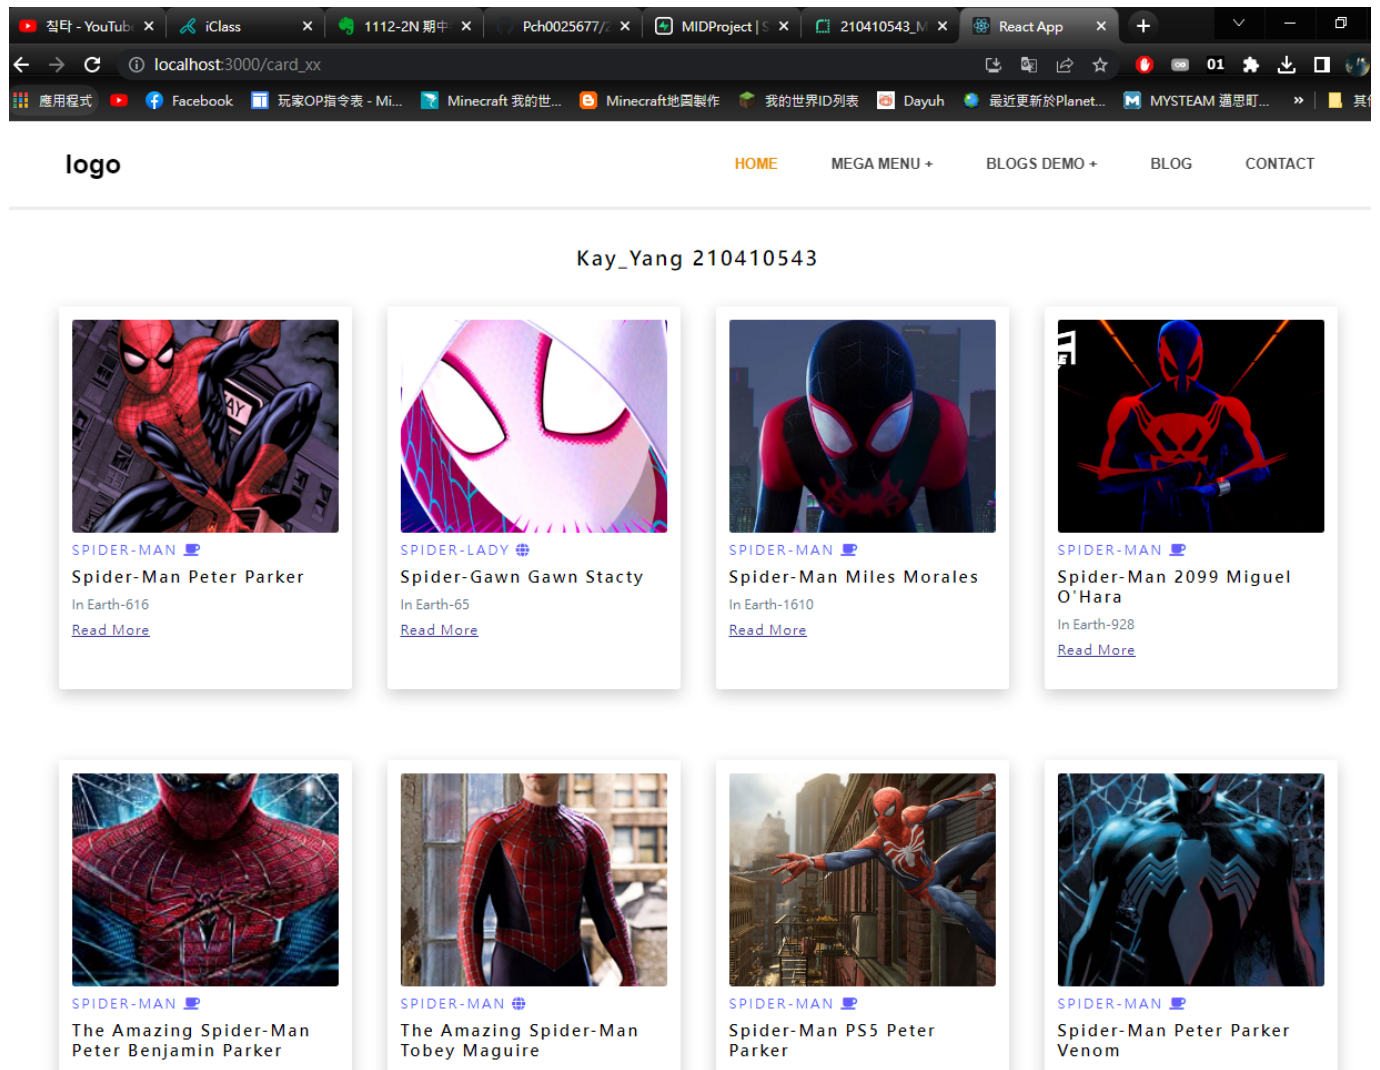 칠타 - YouTub
iClass
1112-2N 期中
Pch0025677/2
MIDProject | S
210410543_M
React App
localhost:3000/card_xx
01
應用程式
Facebook
玩家OP指令表 - Mi...
Minecraft 我的世...
Minecraft地圖製作
我的世界ID列表
Dayuh
最近更新於Planet...
MYSTEAM 邁思町...
»
logo
HOME
MEGA MENU +
BLOGS DEMO +
BLOG
CONTACT
Kay_Yang 210410543
SPIDER-MAN
Spider-Man Peter Parker
In Earth-616
Read More
SPIDER-LADY
Spider-Gawn Gawn Stacty
In Earth-65
Read More
SPIDER-MAN
Spider-Man Miles Morales
In Earth-1610
Read More
SPIDER-MAN
Spider-Man 2099 Miguel
O'Hara
In Earth-928
Read More
SPIDER-MAN
The Amazing Spider-Man
Peter Benjamin Parker
SPIDER-MAN
The Amazing Spider-Man
Tobey Maguire
SPIDER-MAN
Spider-Man PS5 Peter
Parker
SPIDER-MAN
Spider-Man Peter Parker
Venom